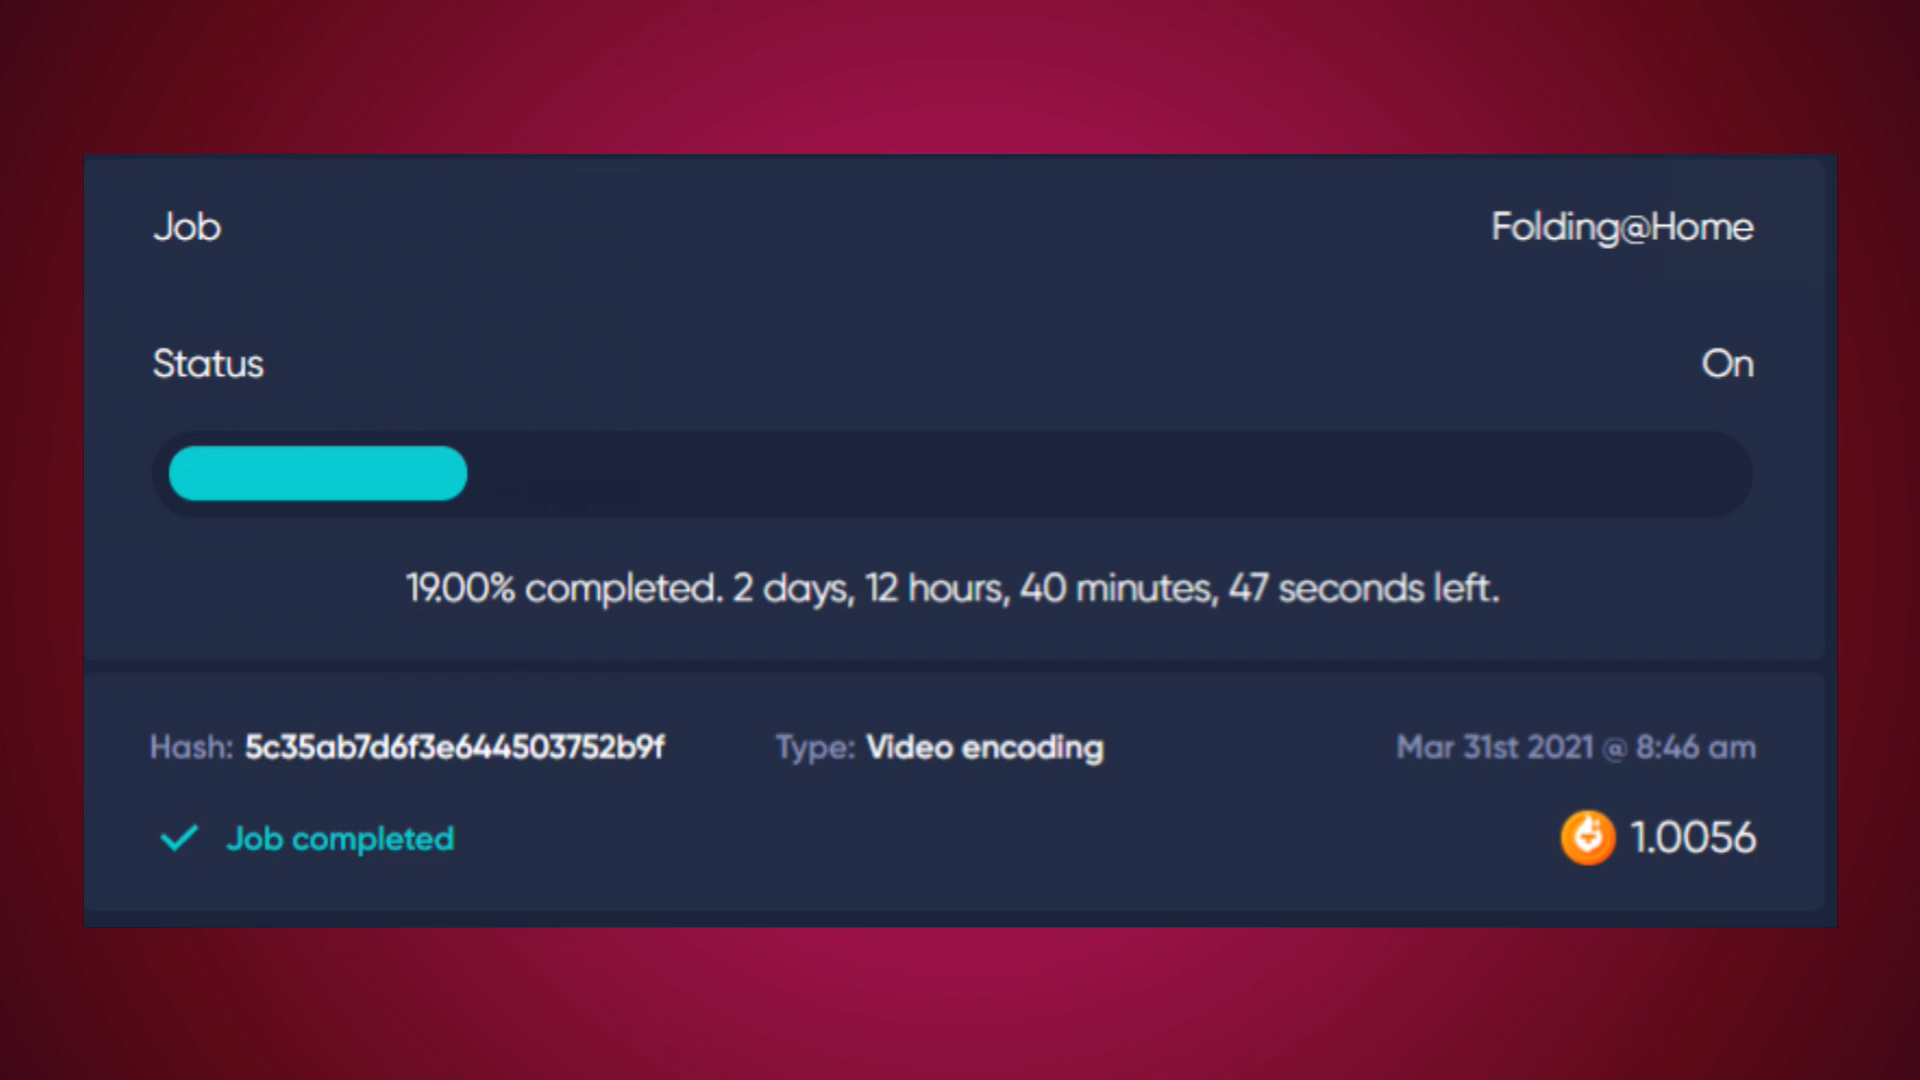 Job Folding@Home
Status On
19.00% completed. 2 days, 12 hours, 40 minutes, 47 seconds left.
Hash: 5c35ab7d6f3e644503752b9f Type: Video encoding Mar 31st 2021 @ 8:46 am
Job completed 1.0056